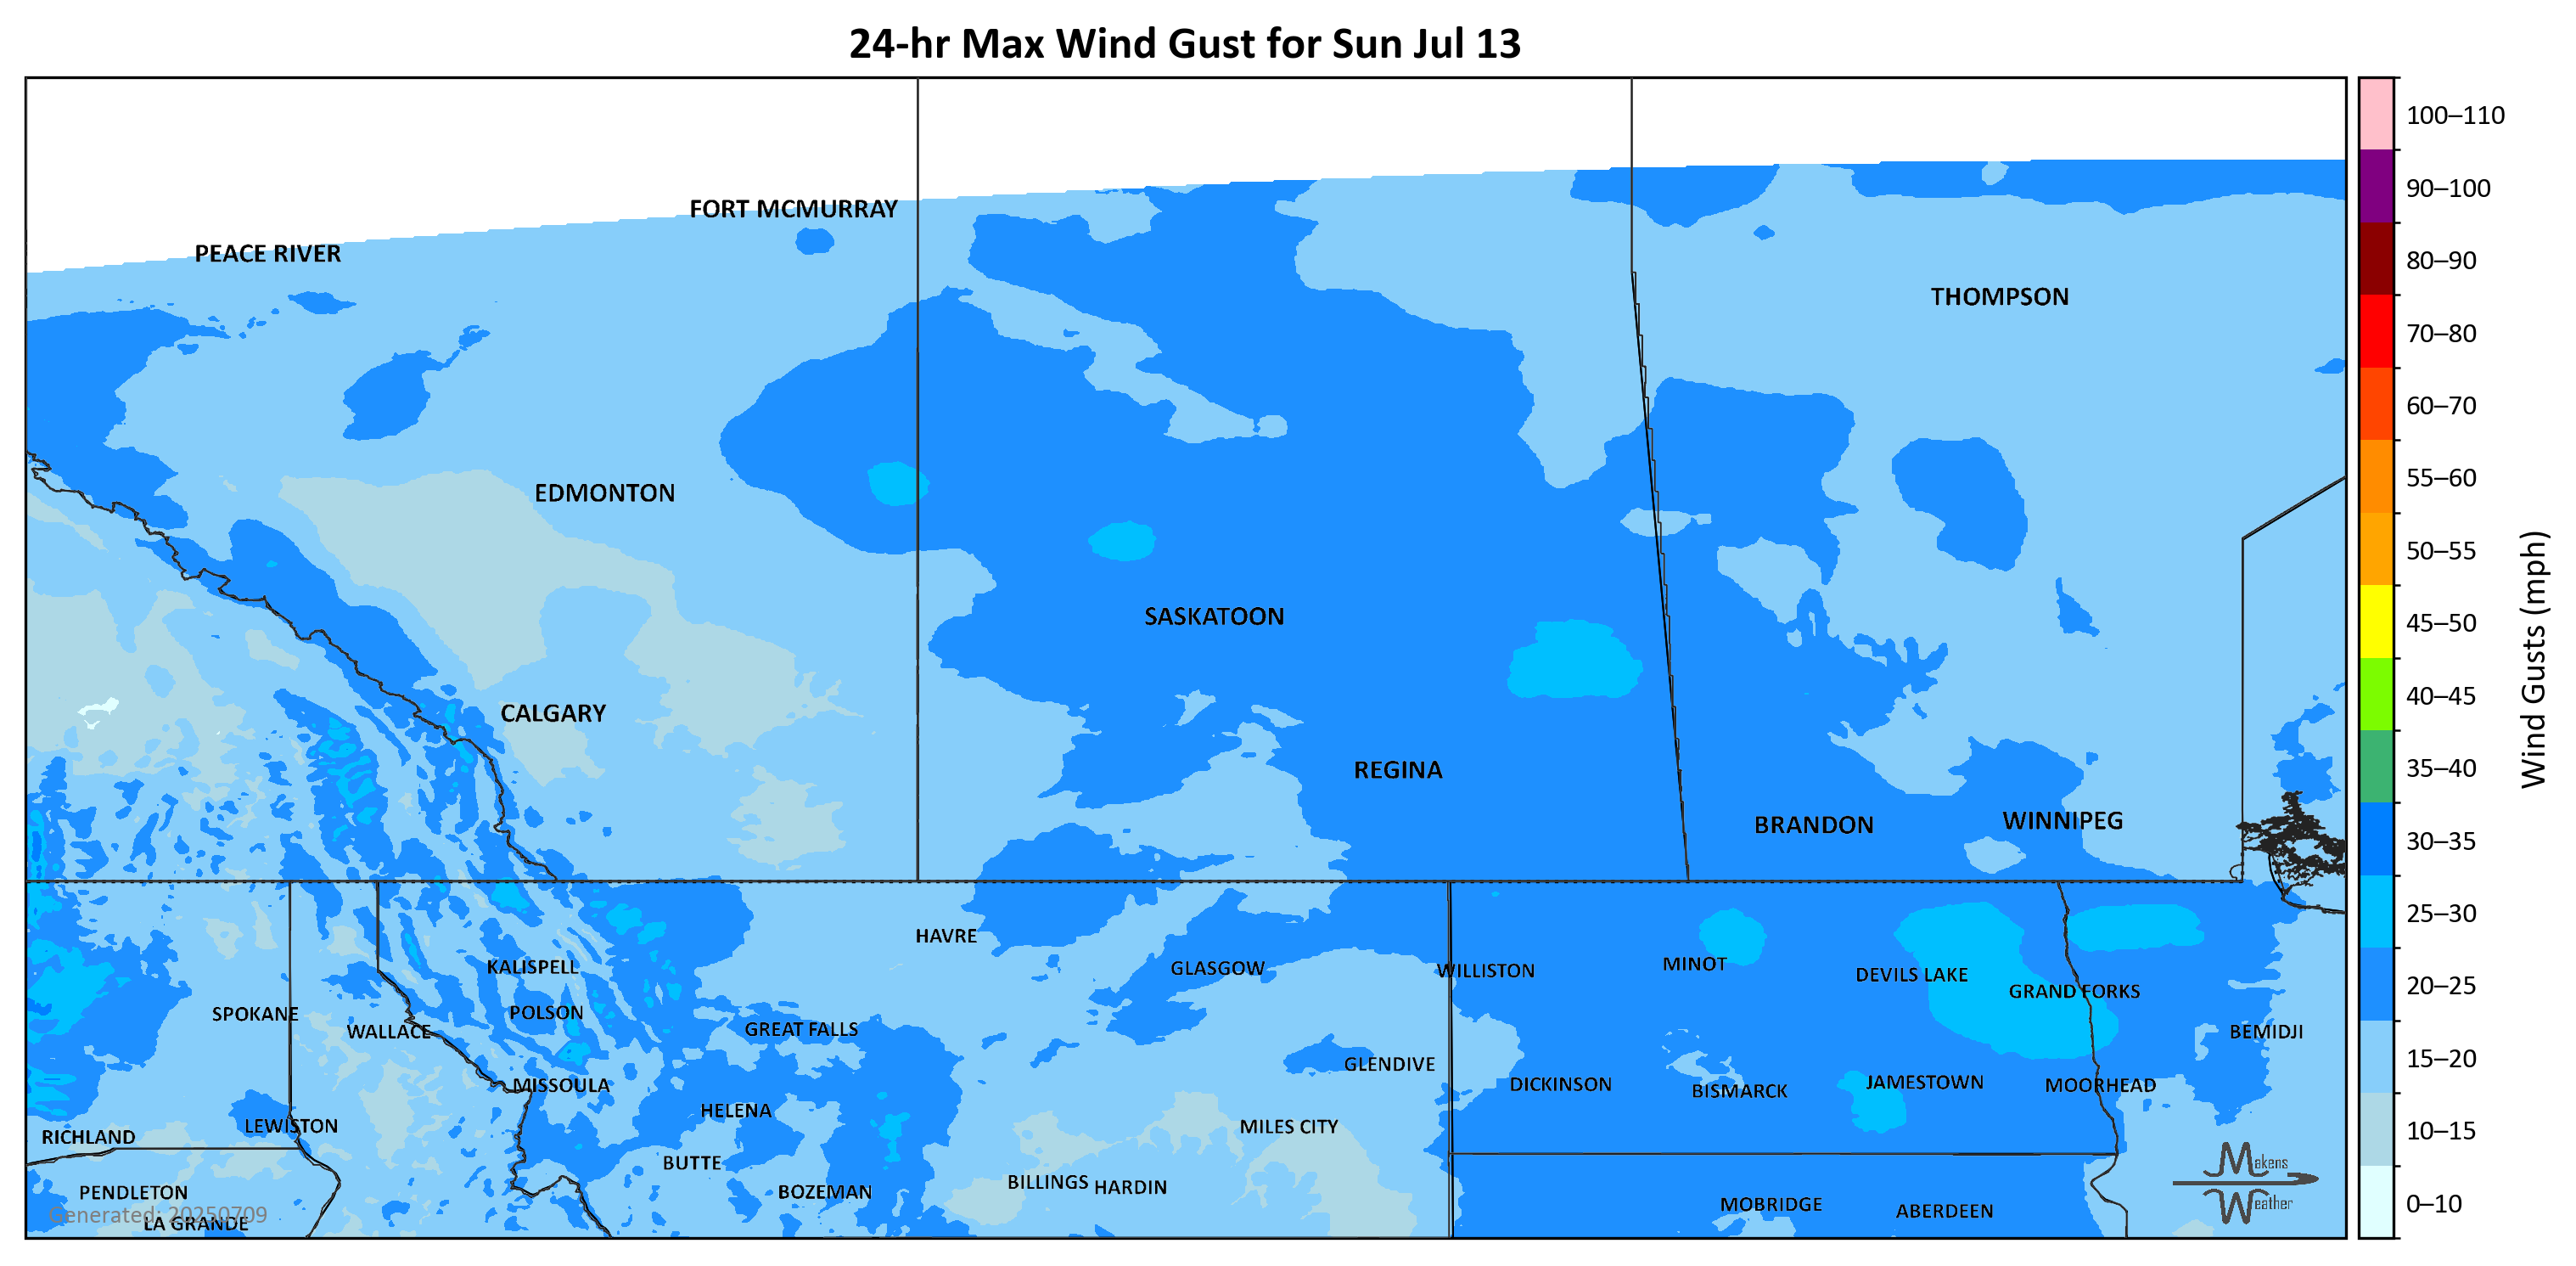 24-hr Max Wind Gust for Sun Jul 13
100–110
90–100
80–90
70–80
60–70
55–60
50–55
45–50
40–45
35–40
30–35
25–30
20–25
15–20
10–15
0–10
Wind Gusts (mph)
FORT MCMURRAY
PEACE RIVER
THOMPSON
EDMONTON
SASKATOON
CALGARY
REGINA
BRANDON
WINNIPEG
HAVRE
KALISPELL
GLASGOW
WILLISTON
MINOT
DEVILS LAKE
GRAND FORKS
SPOKANE
POLSON
WALLACE
GREAT FALLS
BEMIDJI
GLENDIVE
MISSOULA
DICKINSON
BISMARCK
JAMESTOWN
MOORHEAD
HELENA
LEWISTON
MILES CITY
RICHLAND
BUTTE
BILLINGS
HARDIN
PENDLETON
BOZEMAN
MOBRIDGE
ABERDEEN
Generated: 20250709
LA GRANDE
Makens
Weather